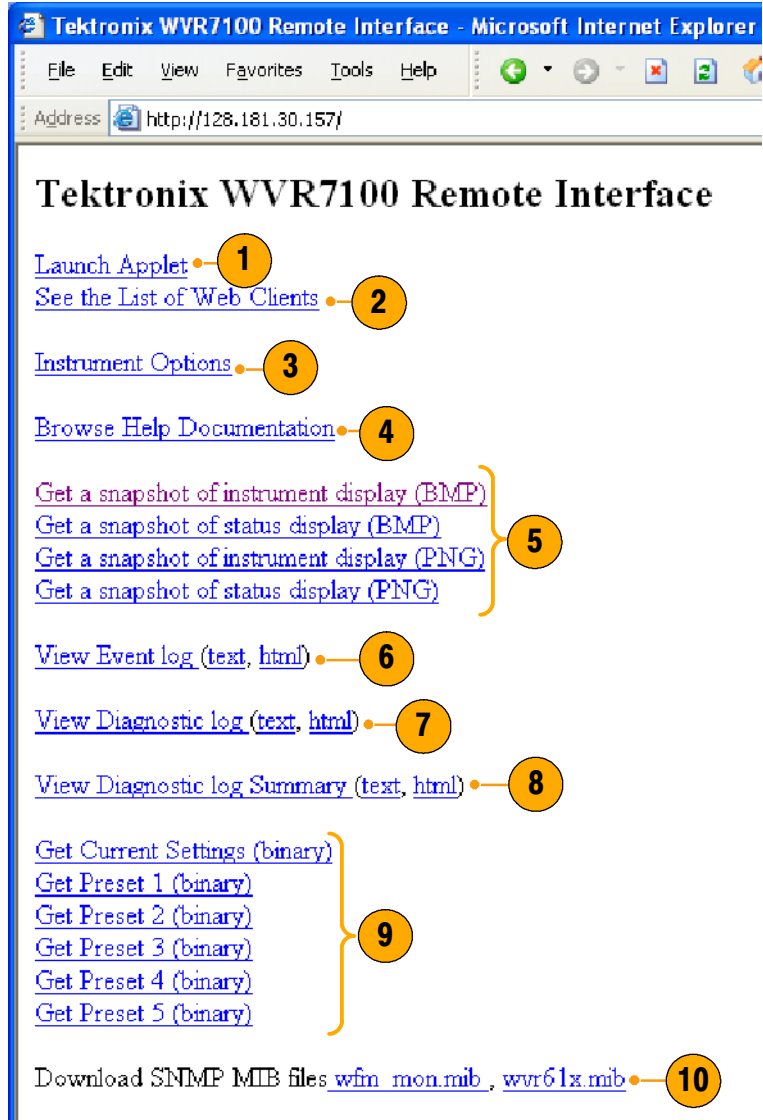 Tektronix WVR7100 Remote Interface - Microsoft Internet Explorer
File Edit View Favorites Tools Help
Address http://128.181.30.157/
Tektronix WVR7100 Remote Interface
Launch Applet 1
See the List of Web Clients 2
Instrument Options 3
Browse Help Documentation 4
Get a snapshot of instrument display (BMP)
Get a snapshot of status display (BMP)
5
Get a snapshot of instrument display (PNG)
Get a snapshot of status display (PNG)
View Event log (text, html) 6
View Diagnostic log (text, html) 7
View Diagnostic log Summary (text, html) 8
Get Current Settings (binary)
Get Preset 1 (binary)
Get Preset 2 (binary)
Get Preset 3 (binary) 9
Get Preset 4 (binary)
Get Preset 5 (binary)
Download SNMP MIB files wfm_mon.mib , wvr61x.mib 10